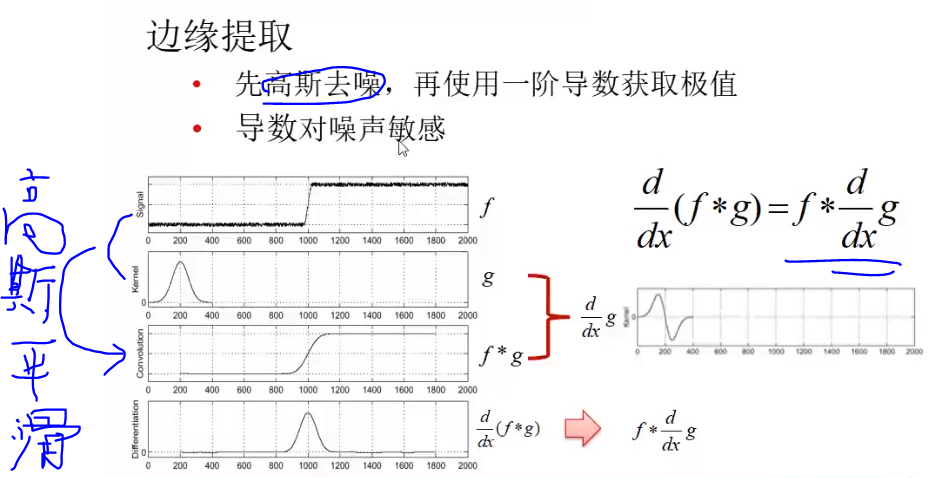 边缘提取
• 先高斯去噪，再使用一阶导数获取极值
• 导数对噪声敏感
高斯平滑
Signal
0 200 400 600 800 1000 1200 1400 1600 1800 2000
f
Kernel
0
0 200 400 600 800 1000 1200 1400 1600 1800 2000
g
Convolution
0 200 400 600 800 1000 1200 1400 1600 1800 2000
f * g
Differentiation
0
0 200 400 600 800 1000 1200 1400 1600 1800 2000
d/dx (f*g)
d/dx (f * g) = f * d/dx g
d/dx g
Kernel
0
0 200 400 600 800 1000 1200 1400 1600 1800 2000
f * d/dx g